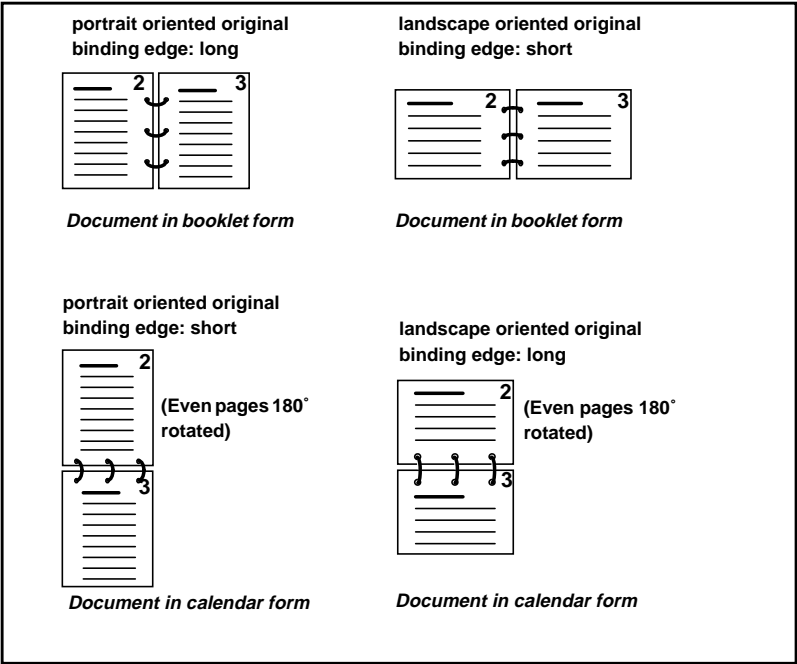 portrait oriented original
binding edge: long
2
3
Document in booklet form
landscape oriented original
binding edge: short
2
3
Document in booklet form
portrait oriented original
binding edge: short
2
(Even pages 180˚
rotated)
3
Document in calendar form
landscape oriented original
binding edge: long
2
(Even pages 180˚
rotated)
3
Document in calendar form